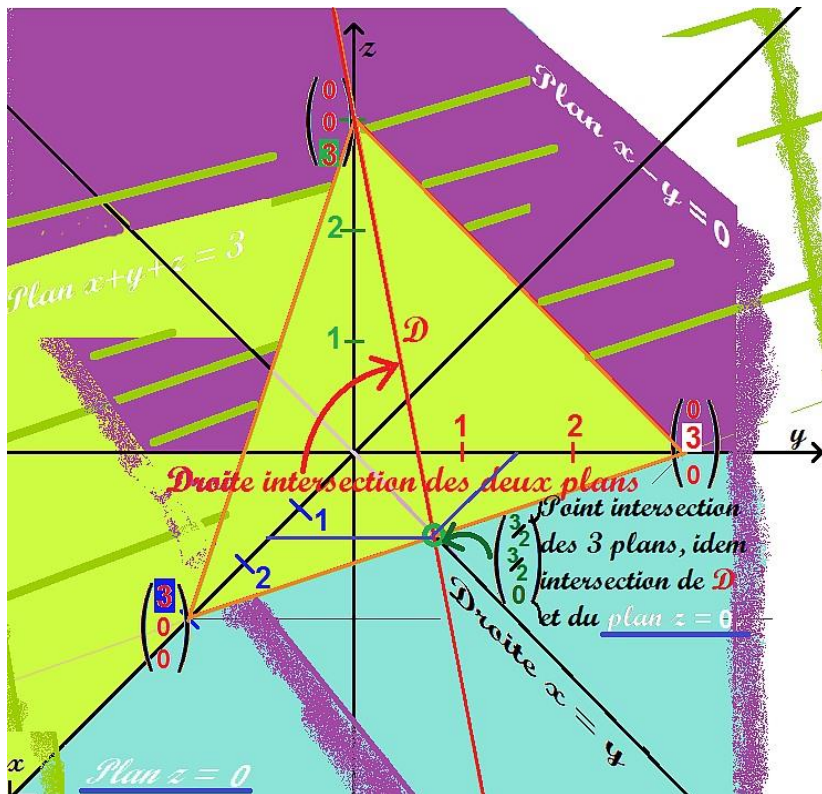 z
0
0
3
Plan x – y = 0
2
Plan x+y+z = 3
1
D
1
2
0
3
0
y
Droite intersection des deux plans
3/2
3/2
0
Point intersection
des 3 plans, idem
intersection de D
et du plan z = 0
1
2
3
0
0
Droite x = y
x
Plan z = 0